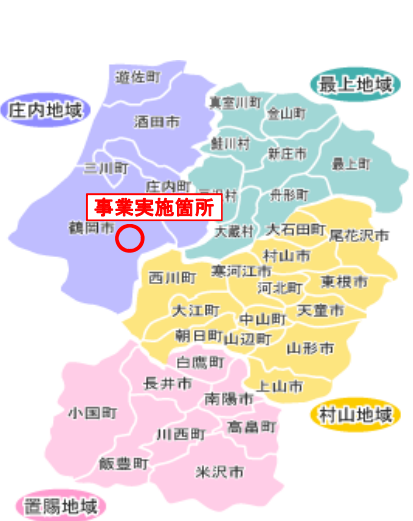 遊佐町
最上地域
庄内地域
真室川町
金山町
酒田市
鮭川村
新庄市
三川町
最上町
庄内町
舟形町
事業実施箇所
鶴岡市
大蔵村
大石田町
尾花沢市
村山市
西川町
寒河江市
東根市
河北町
大江町
天童市
中山町
朝日町
山辺町
山形市
白鷹町
長井市
上山市
南陽市
小国町
村山地域
高畠町
川西町
飯豊町
米沢市
置賜地域